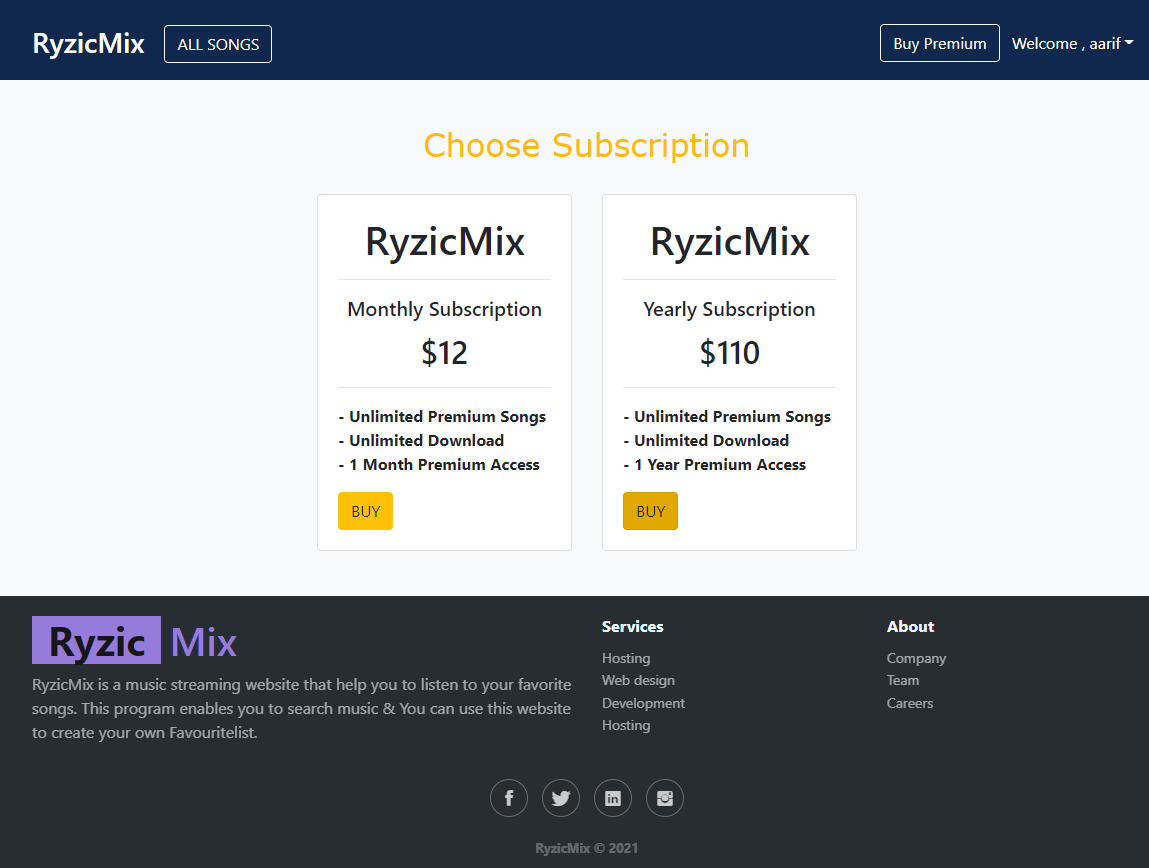 RyzicMix ALL SONGS Buy Premium Welcome , aarif
Choose Subscription
RyzicMix
Monthly Subscription
$12
- Unlimited Premium Songs
- Unlimited Download
- 1 Month Premium Access
BUY
RyzicMix
Yearly Subscription
$110
- Unlimited Premium Songs
- Unlimited Download
- 1 Year Premium Access
BUY
Ryzic Mix
RyzicMix is a music streaming website that help you to listen to your favorite
songs. This program enables you to search music & You can use this website
to create your own Favouritelist.
Services
Hosting
Web design
Development
Hosting
About
Company
Team
Careers
f in
RyzicMix © 2021